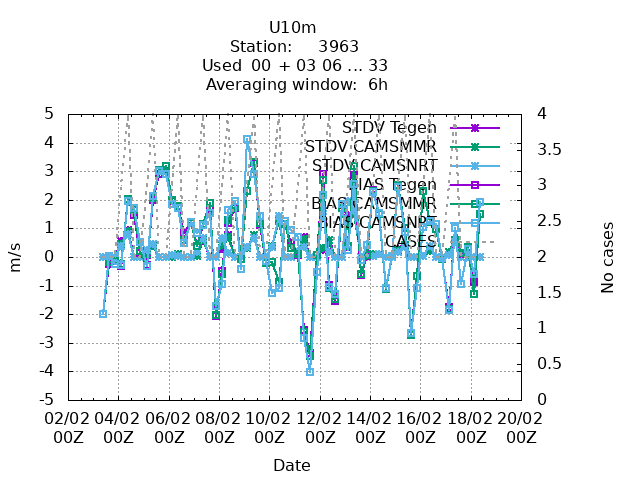 U10m
Station: 3963
Used 00 + 03 06 ... 33
Averaging window: 6h
STDV Tegen
STDV CAMSMMR
STDV CAMSNRT
BIAS Tegen
BIAS CAMSMMR
BIAS CAMSNRT
CASES
5
4
3
2
1
0
-1
-2
-3
-4
-5
m/s
4
3.5
3
2.5
2
1.5
1
0.5
0
No cases
02/02 04/02 06/02 08/02 10/02 12/02 14/02 16/02 18/02 20/02
00Z 00Z 00Z 00Z 00Z 00Z 00Z 00Z 00Z 00Z
Date